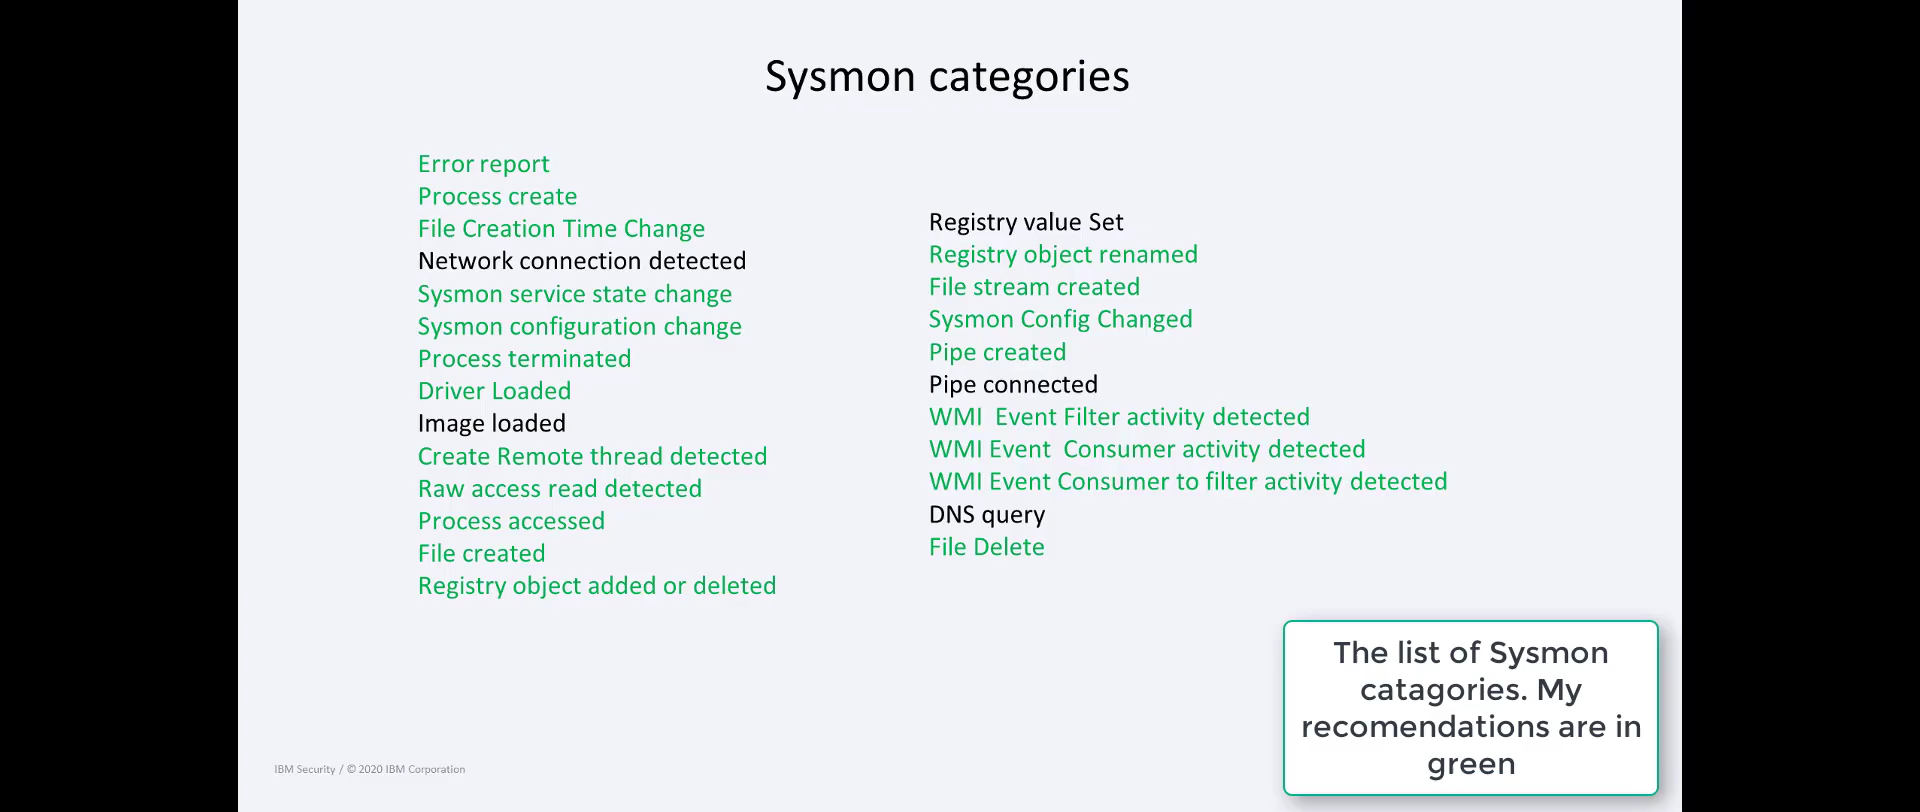 Sysmon categories
Error report
Process create
File Creation Time Change
Network connection detected
Sysmon service state change
Sysmon configuration change
Process terminated
Driver Loaded
Image loaded
Create Remote thread detected
Raw access read detected
Process accessed
File created
Registry object added or deleted
Registry value Set
Registry object renamed
File stream created
Sysmon Config Changed
Pipe created
Pipe connected
WMI  Event Filter activity detected
WMI Event  Consumer activity detected
WMI Event Consumer to filter activity detected
DNS query
File Delete
The list of Sysmon
catagories. My
recomendations are in
green
IBM Security / © 2020 IBM Corporation